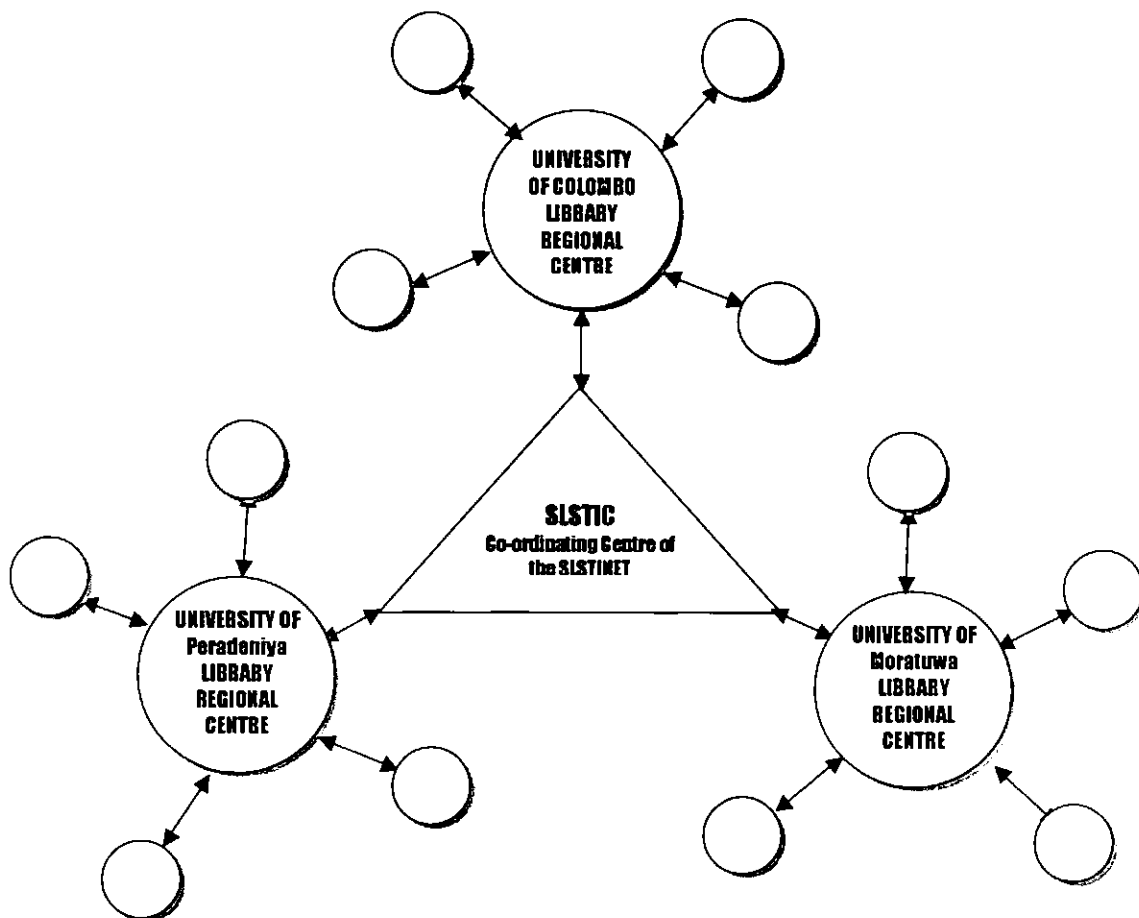 UNIVERSITY
OF COLOMBO
LIBRARY
REGIONAL
CENTRE
SLSTIC
Co-ordinating Centre of
the SLSTINET
UNIVERSITY OF
Peradeniya
LIBRARY
REGIONAL
CENTRE
UNIVERSITY OF
Moratuwa
LIBRARY
REGIONAL
CENTRE